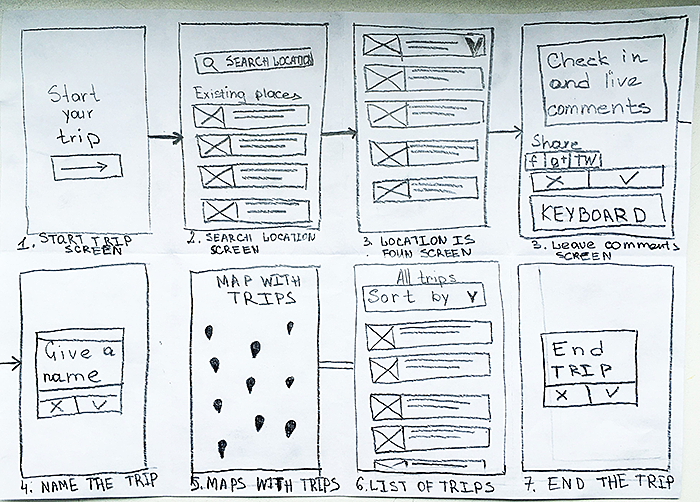 Start
your
trip
1. START TRIP
SCREEN
SEARCH LOCATION
Existing places
2. SEARCH LOCATION
SCREEN
3. LOCATION IS
FOUN SCREEN
Check in
and live
comments
Share
f g+ TW
KEYBOARD
3. Leave comments
SCREEN
Give a
name
4. NAME THE TRIP
MAP WITH
TRIPS
5. MAPS WITH TRIPS
All trips
Sort by
6. LIST OF TRIPS
End
TRIP
7. END THE TRIP